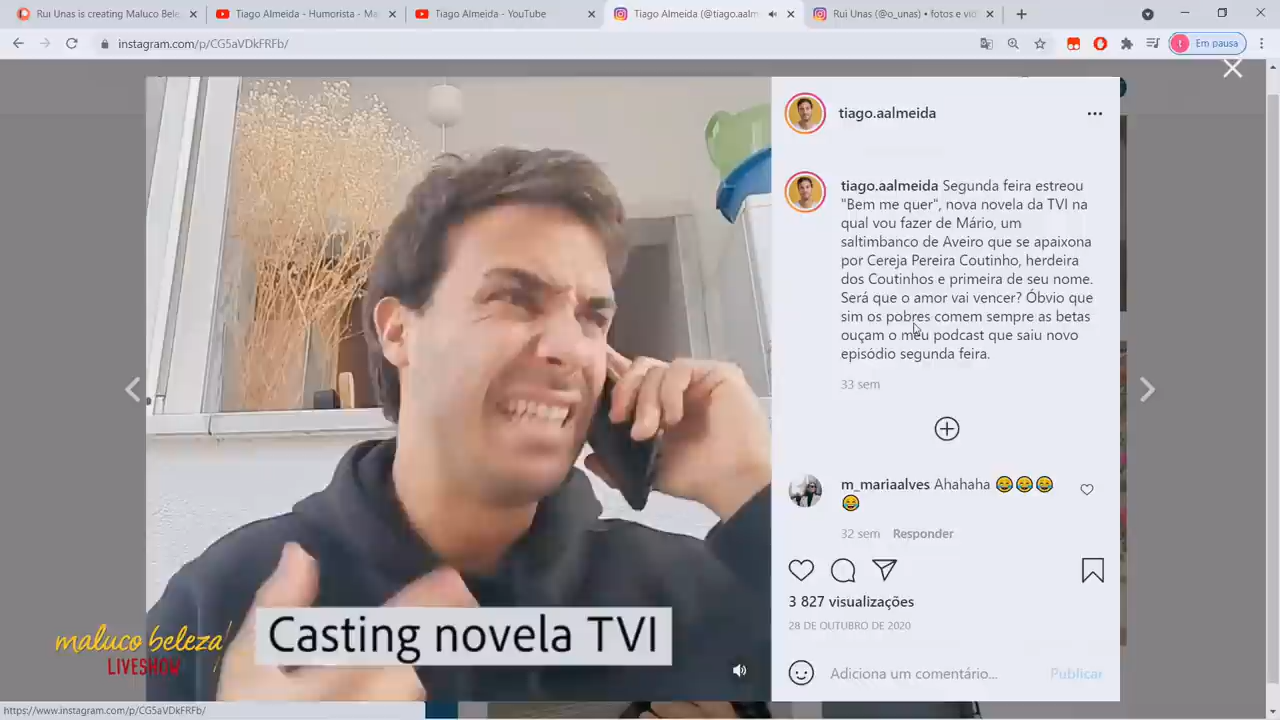 Rui Unas is creating Maluco Bele
Tiago Almeida - Humorista - Ma
Tiago Almeida - YouTube
Tiago Almeida (@tiago.aalm
Rui Unas (@o_unas) • fotos e víd
instagram.com/p/CG5aVDkFRFb/
Em pausa
tiago.aalmeida
tiago.aalmeida Segunda feira estreou
"Bem me quer", nova novela da TVI na
qual vou fazer de Mário, um
saltimbanco de Aveiro que se apaixona
por Cereja Pereira Coutinho, herdeira
dos Coutinhos e primeira de seu nome.
Será que o amor vai vencer? Óbvio que
sim os pobres comem sempre as betas
ouçam o meu podcast que saiu novo
episódio segunda feira.
33 sem
m_mariaalves Ahahaha 😂😂😂
😂
32 sem Responder
3 827 visualizações
28 DE OUTUBRO DE 2020
Adiciona um comentário... Publicar
Casting novela TVI
maluco beleza!
LIVESHOW
https://www.instagram.com/p/CG5aVDkFRFb/